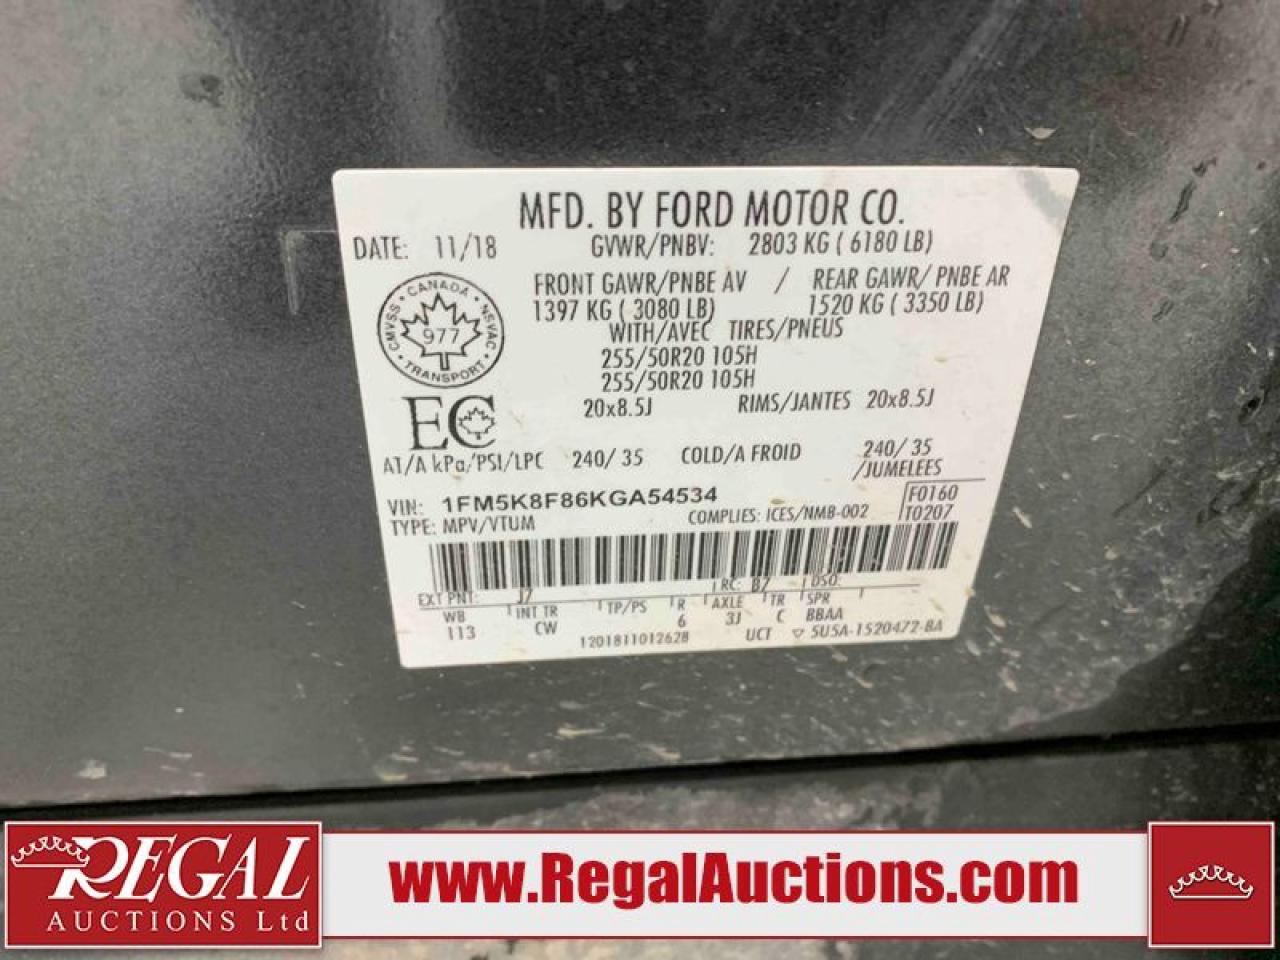 MFD. BY FORD MOTOR CO.
DATE: 11/18 GVWR/PNBV: 2803 KG ( 6180 LB)
FRONT GAWR/PNBE AV / REAR GAWR/ PNBE AR
1397 KG ( 3080 LB) 1520 KG ( 3350 LB)
WITH/AVEC TIRES/PNEUS
255/50R20 105H
255/50R20 105H
20x8.5J RIMS/JANTES 20x8.5J
CMVSS • CANADA • NSVAC • TRANSPORT
977
EC
AT/A kPa/PSI/LPC 240/ 35 COLD/A FROID 240/ 35
/JUMELEES
VIN: 1FM5K8F86KGA54534 F0160
TYPE: MPV/VTUM COMPLIES: ICES/NMB-002 T0207
EXT PNT: J7 RC: B7 DSO:
WB INT TR TP/PS R AXLE TR SPR
113 CW 6 3J C BBAA
1201811012628 UCT ▽ 5U5A-1520472-BA
REGAL
AUCTIONS Ltd
www.RegalAuctions.com